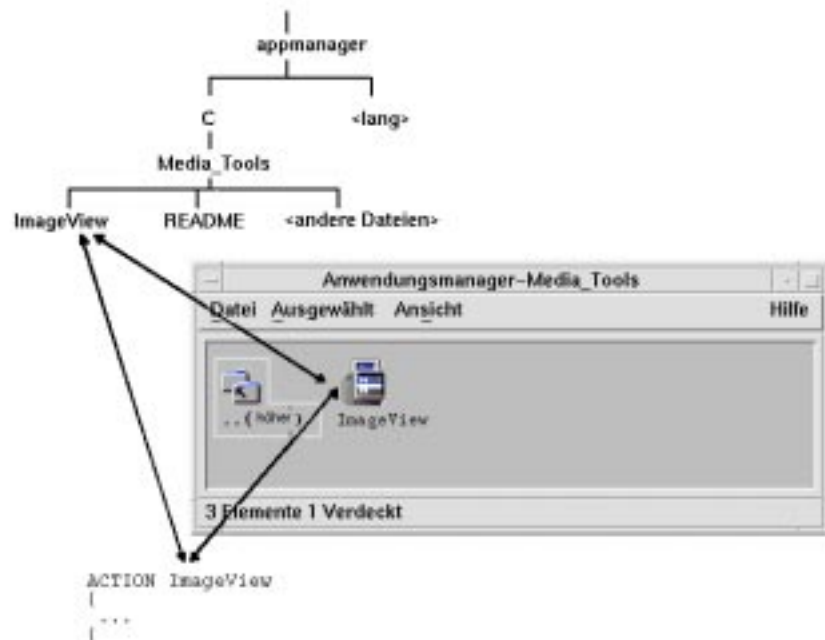 appmanager
C <lang>
Media_Tools
ImageView README <andere Dateien>
Anwendungsmanager-Media_Tools
Datei Ausgewählt Ansicht Hilfe
..(höher)
ImageView
3 Elemente 1 Verdeckt
ACTION ImageView
{
...
{